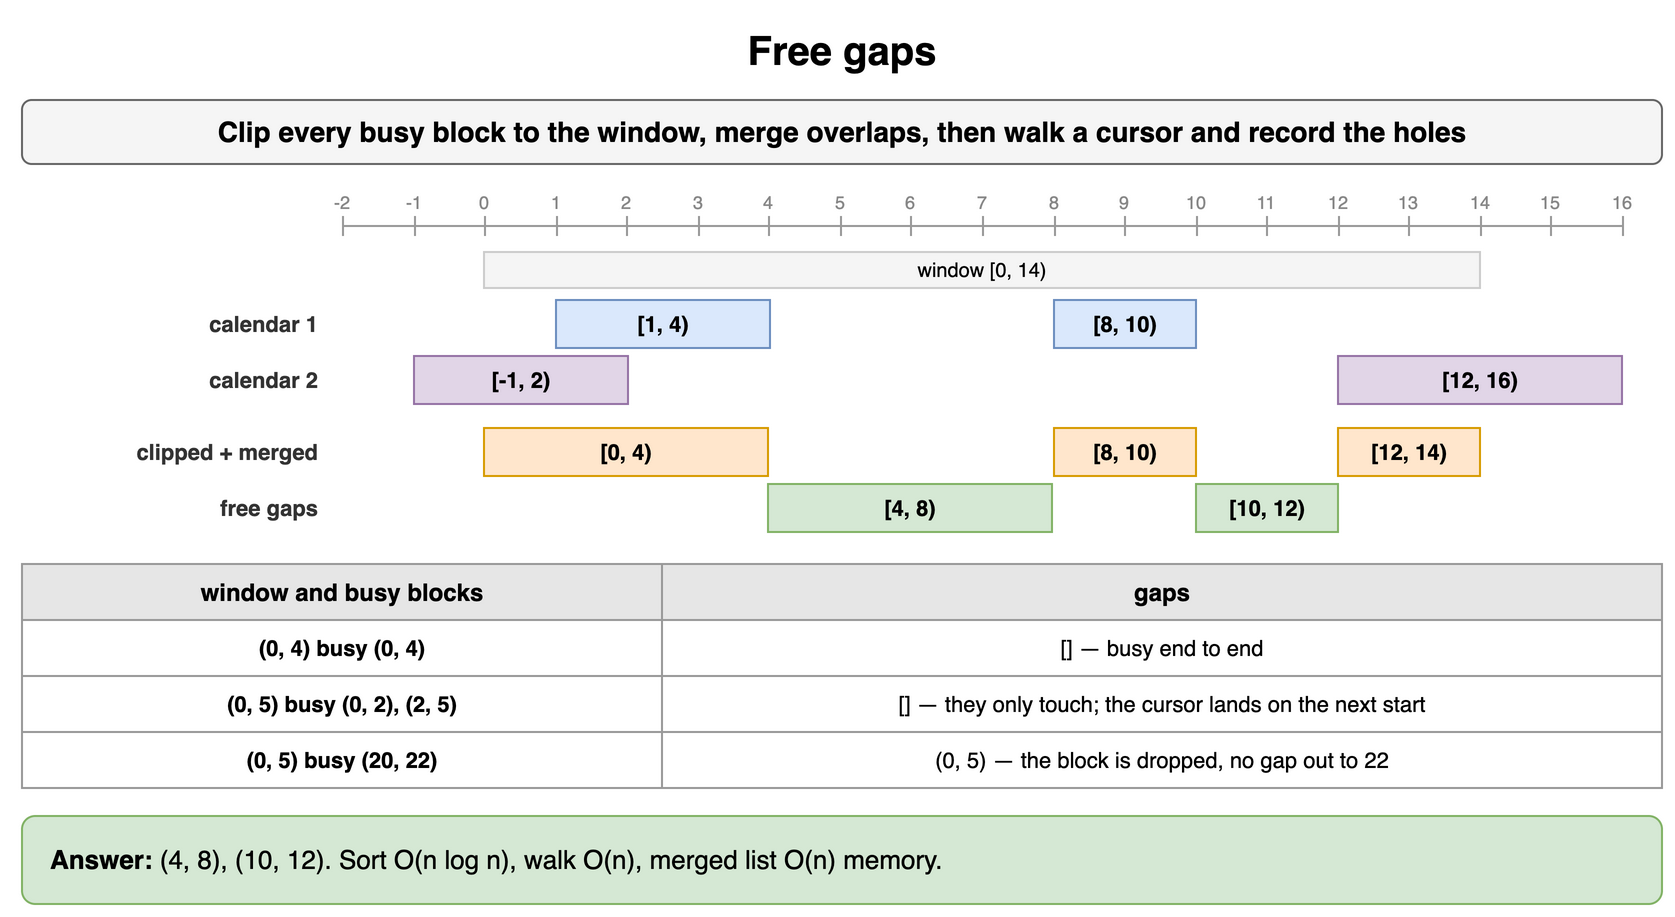 Free gaps
Clip every busy block to the window, merge overlaps, then walk a cursor and record the holes
-2 -1 0 1 2 3 4 5 6 7 8 9 10 11 12 13 14 15 16
window [0, 14)
calendar 1 [1, 4) [8, 10)
calendar 2 [-1, 2) [12, 16)
clipped + merged [0, 4) [8, 10) [12, 14)
free gaps [4, 8) [10, 12)
window and busy blocks gaps
(0, 4) busy (0, 4) [] — busy end to end
(0, 5) busy (0, 2), (2, 5) [] — they only touch; the cursor lands on the next start
(0, 5) busy (20, 22) (0, 5) — the block is dropped, no gap out to 22
Answer: (4, 8), (10, 12). Sort O(n log n), walk O(n), merged list O(n) memory.